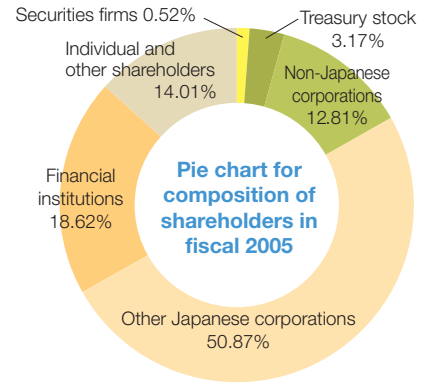 Securities firms 0.52%
Treasury stock
3.17%
Individual and
other shareholders
14.01%
Non-Japanese
corporations
12.81%
Financial
institutions
18.62%
Pie chart for
composition of
shareholders in
fiscal 2005
Other Japanese corporations
50.87%